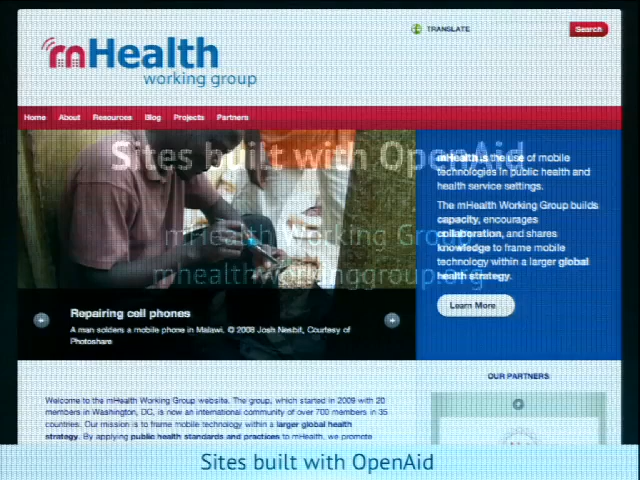 mHealth
working group
TRANSLATE
Search
Home About Resources Blog Projects Partners
Sites built with OpenAid
mHealth Working Group
mhealthworkinggroup.org
mHealth is the use of mobile
technologies in public health and
health service settings.
The mHealth Working Group builds
capacity, encourages
collaboration, and shares
knowledge to frame mobile
technology within a larger global
health strategy.
Learn More
Repairing cell phones
A man solders a mobile phone in Malawi. © 2008 Josh Nesbit, Courtesy of
Photoshare
OUR PARTNERS
Welcome to the mHealth Working Group website. The group, which started in 2009 with 20
members in Washington, DC, is now an international community of over 700 members in 35
countries. Our mission is to frame mobile technology within a larger global health
strategy. By applying public health standards and practices to mHealth, we promote
Sites built with OpenAid